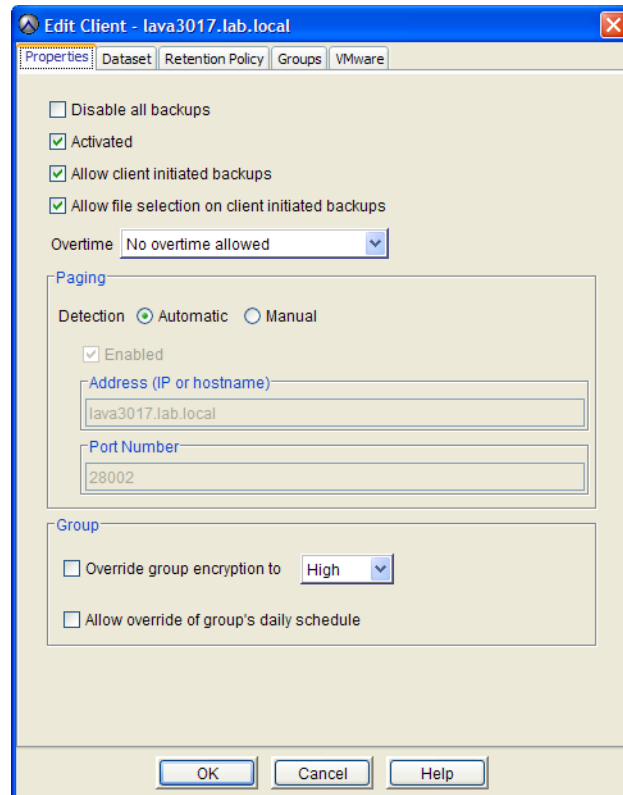 Edit Client - lava3017.lab.local
Properties Dataset Retention Policy Groups VMware
Disable all backups
Activated
Allow client initiated backups
Allow file selection on client initiated backups
Overtime No overtime allowed
Paging
Detection Automatic Manual
Enabled
Address (IP or hostname)
lava3017.lab.local
Port Number
28002
Group
Override group encryption to High
Allow override of group's daily schedule
OK Cancel Help